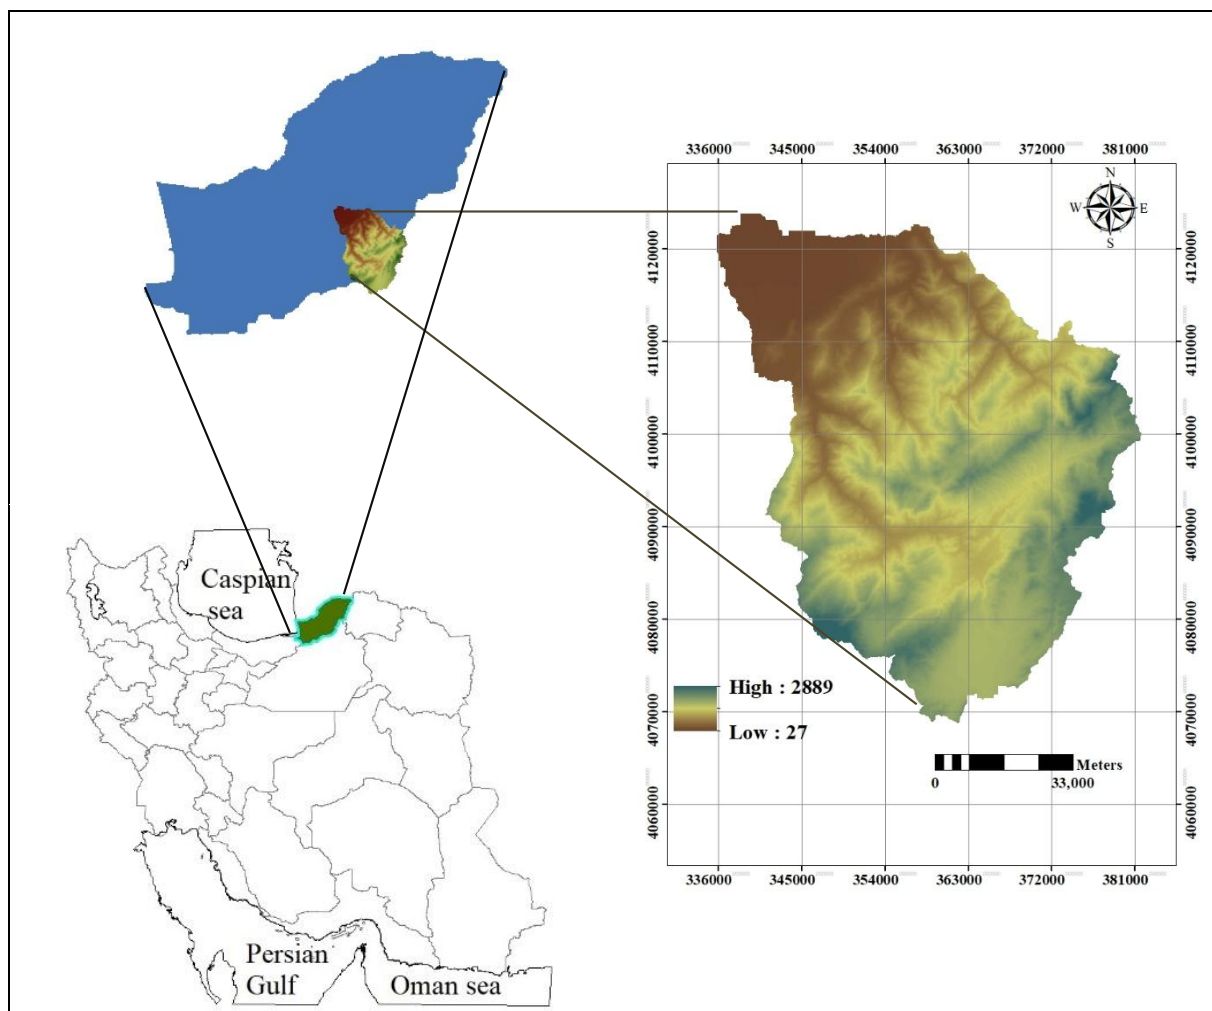 336000 345000 354000 363000 372000 381000
N
W E
S
4120000 4120000
4110000 4110000
4100000 4100000
4090000 4090000
4080000 4080000
4070000 4070000
4060000 4060000
High : 2889
Low : 27
Meters
0 33,000
336000 345000 354000 363000 372000 381000
Caspian
sea
Persian
Gulf
Oman sea